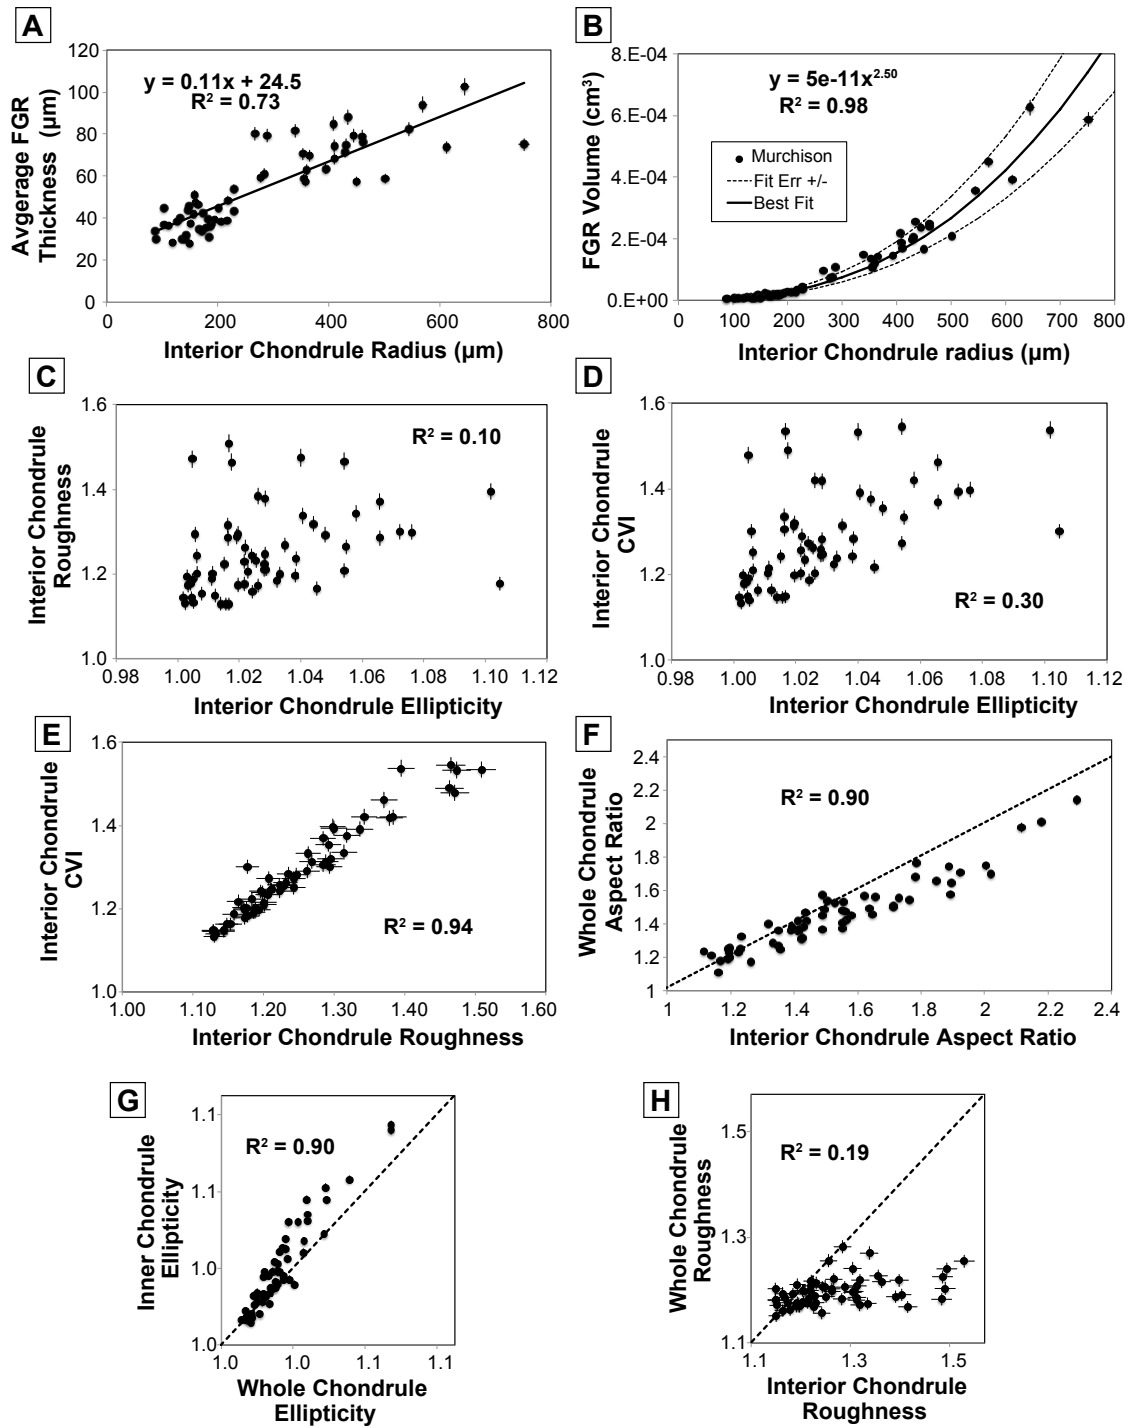 A
120
100
80
60
40
20
0
0 200 400 600 800
Avgerage FGR
Thickness (μm)
y = 0.11x + 24.5
R² = 0.73
Interior Chondrule Radius (μm)
B
8.E-04
6.E-04
4.E-04
2.E-04
0.E+00
0 100 200 300 400 500 600 700 800
FGR Volume (cm³)
y = 5e-11x²·⁵⁰
R² = 0.98
Murchison
Fit Err +/-
Best Fit
Interior Chondrule radius (μm)
C
1.6
1.4
1.2
1.0
0.98 1.00 1.02 1.04 1.06 1.08 1.10 1.12
Interior Chondrule
Roughness
R² = 0.10
Interior Chondrule Ellipticity
D
1.6
1.4
1.2
1.0
0.98 1.00 1.02 1.04 1.06 1.08 1.10 1.12
Interior Chondrule
CVI
R² = 0.30
Interior Chondrule Ellipticity
E
1.6
1.4
1.2
1.0
1.00 1.10 1.20 1.30 1.40 1.50 1.60
Interior Chondrule
CVI
R² = 0.94
Interior Chondrule Roughness
F
2.4
2.2
2
1.8
1.6
1.4
1.2
1
1 1.2 1.4 1.6 1.8 2 2.2 2.4
Whole Chondrule
Aspect Ratio
R² = 0.90
Interior Chondrule Aspect Ratio
G
1.1
1.1
1.0
1.0
1.0 1.0 1.1 1.1
Inner Chondrule
Ellipticity
R² = 0.90
Whole Chondrule
Ellipticity
H
1.5
1.3
1.1
1.1 1.3 1.5
Whole Chondrule
Roughness
R² = 0.19
Interior Chondrule
Roughness